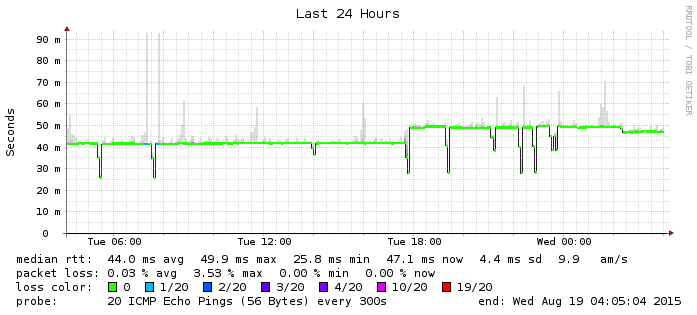 Last 24 Hours
RRDTOOL / TOBI OETIKER
Seconds
90 m
80 m
70 m
60 m
50 m
40 m
30 m
20 m
10 m
0
Tue 06:00 Tue 12:00 Tue 18:00 Wed 00:00
median rtt: 44.0 ms avg 49.9 ms max 25.8 ms min 47.1 ms now 4.4 ms sd 9.9 am/s
packet loss: 0.03 % avg 3.53 % max 0.00 % min 0.00 % now
loss color: 0 1/20 2/20 3/20 4/20 10/20 19/20
probe: 20 ICMP Echo Pings (56 Bytes) every 300s end: Wed Aug 19 04:05:04 2015